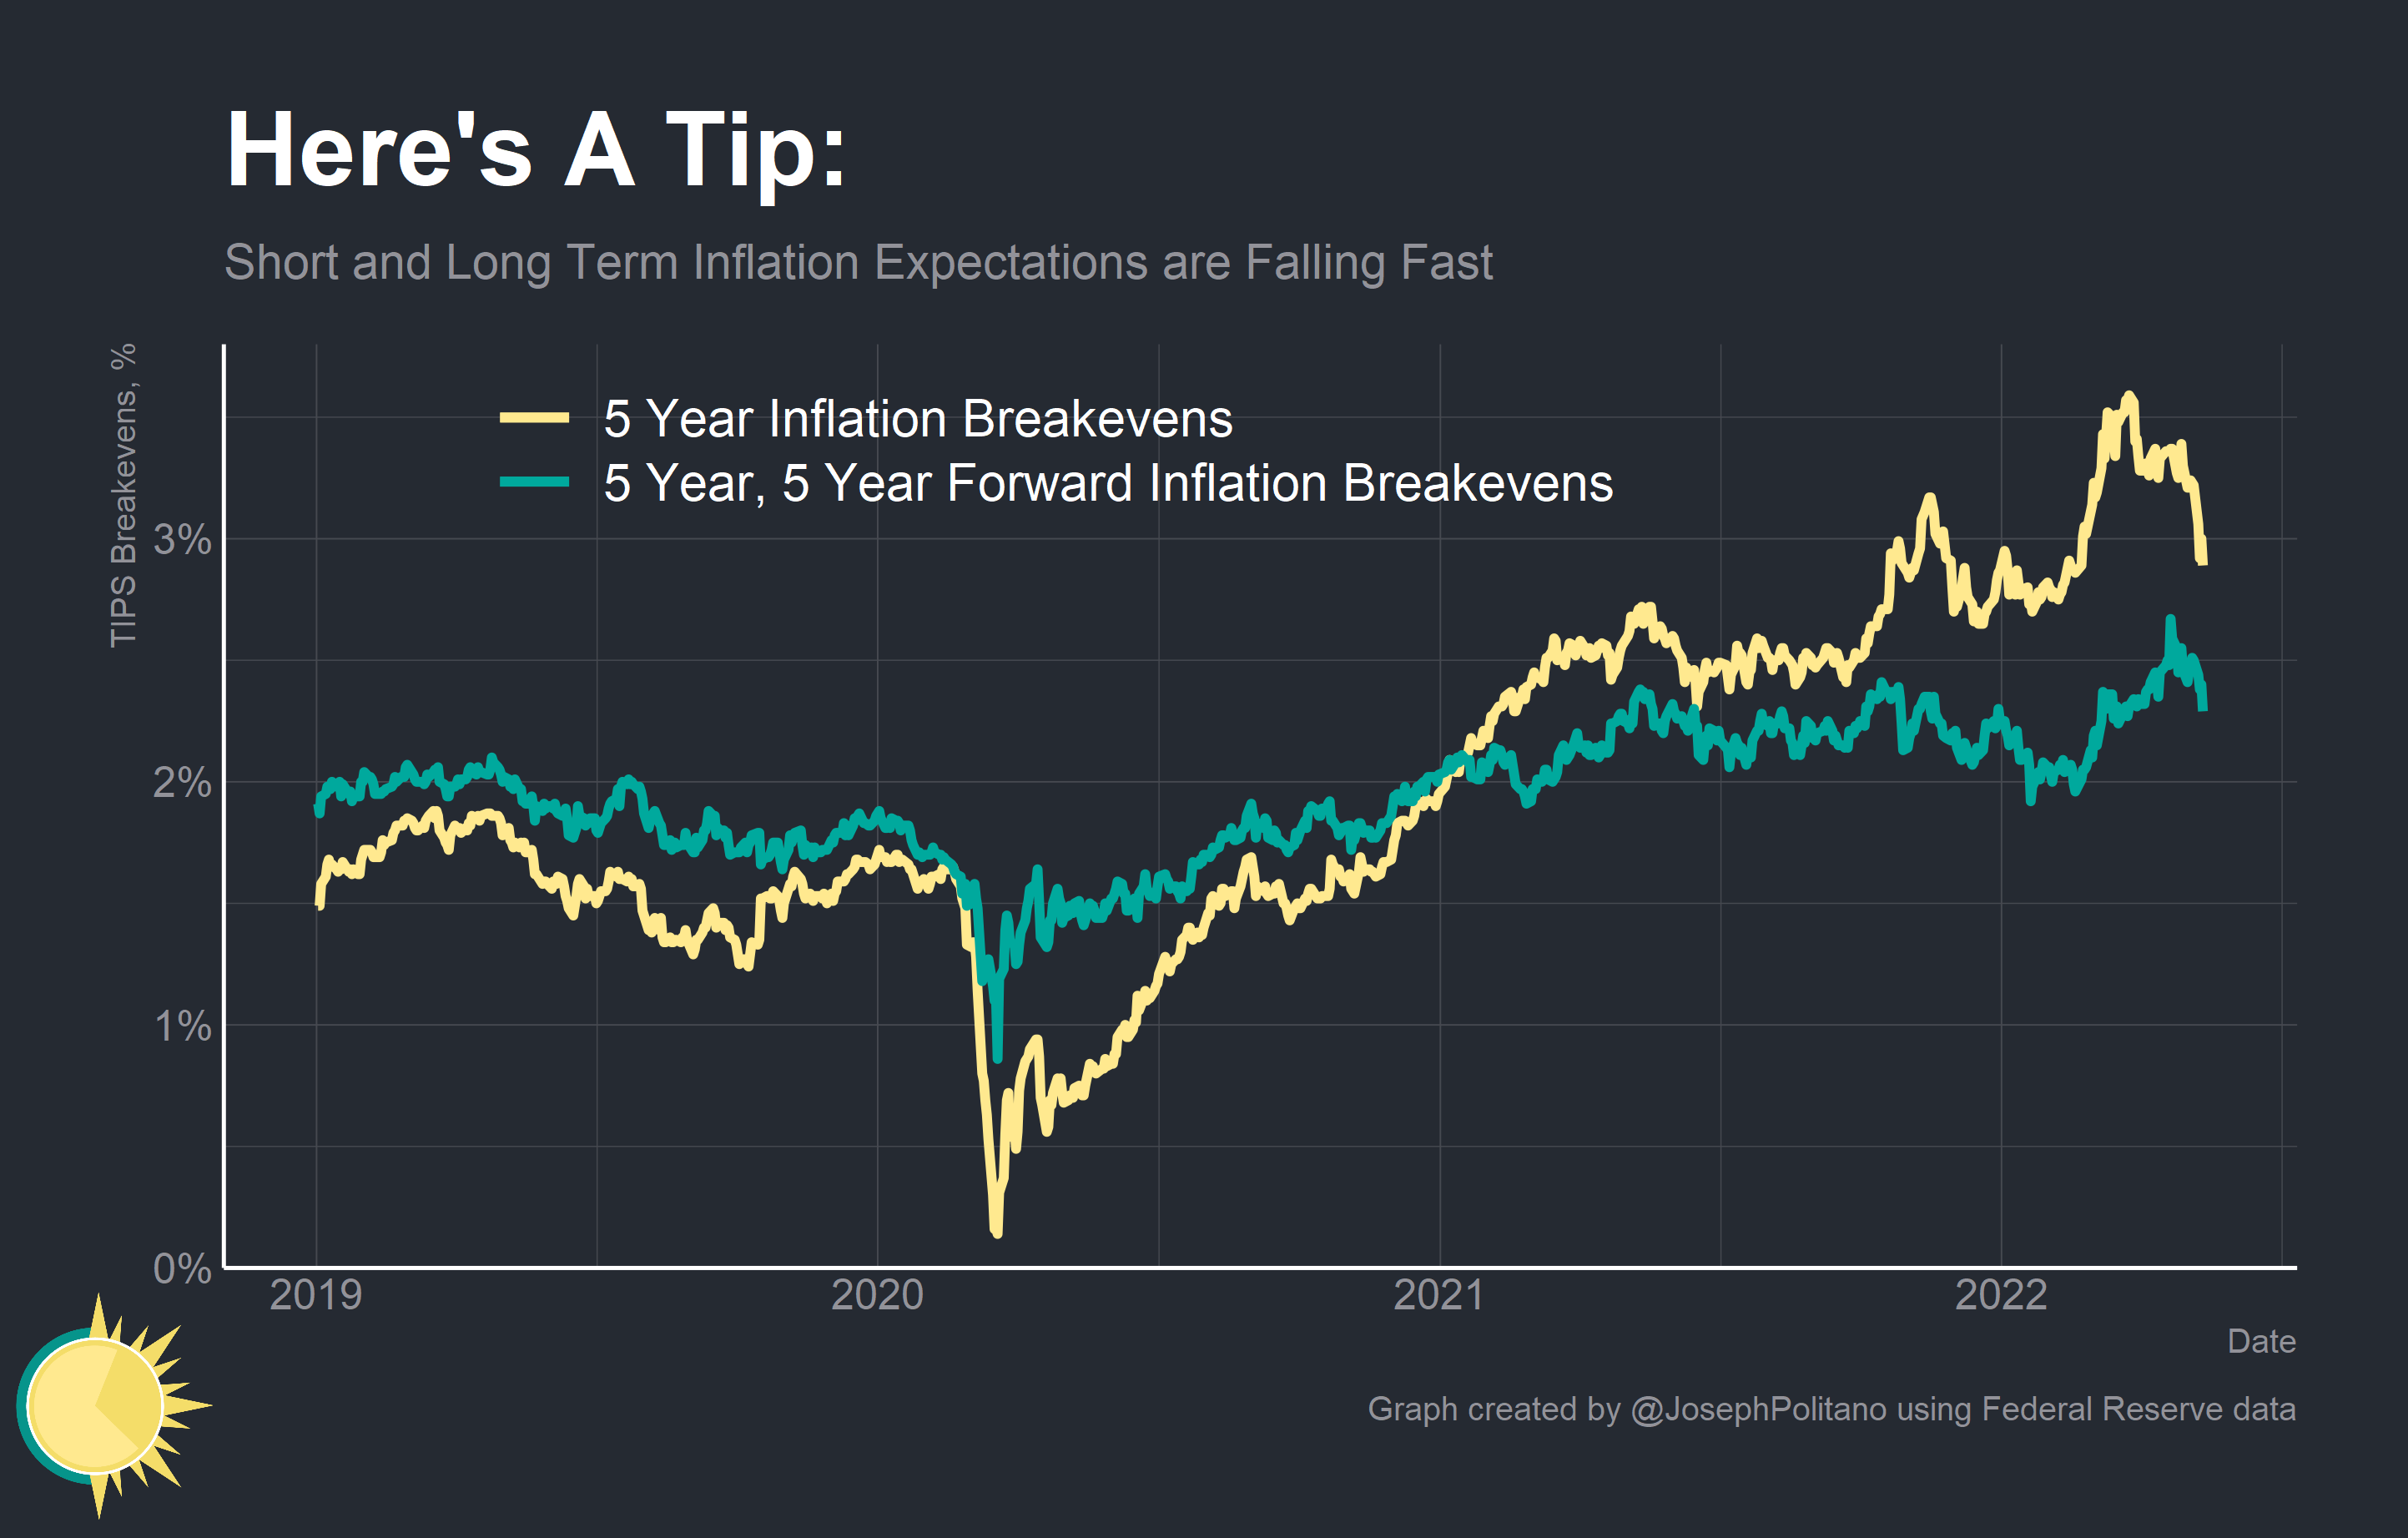 Here's A Tip:
Short and Long Term Inflation Expectations are Falling Fast
TIPS Breakevens, %
5 Year Inflation Breakevens
5 Year, 5 Year Forward Inflation Breakevens
3%
2%
1%
0%
2019 2020 2021 2022
Date
Graph created by @JosephPolitano using Federal Reserve data